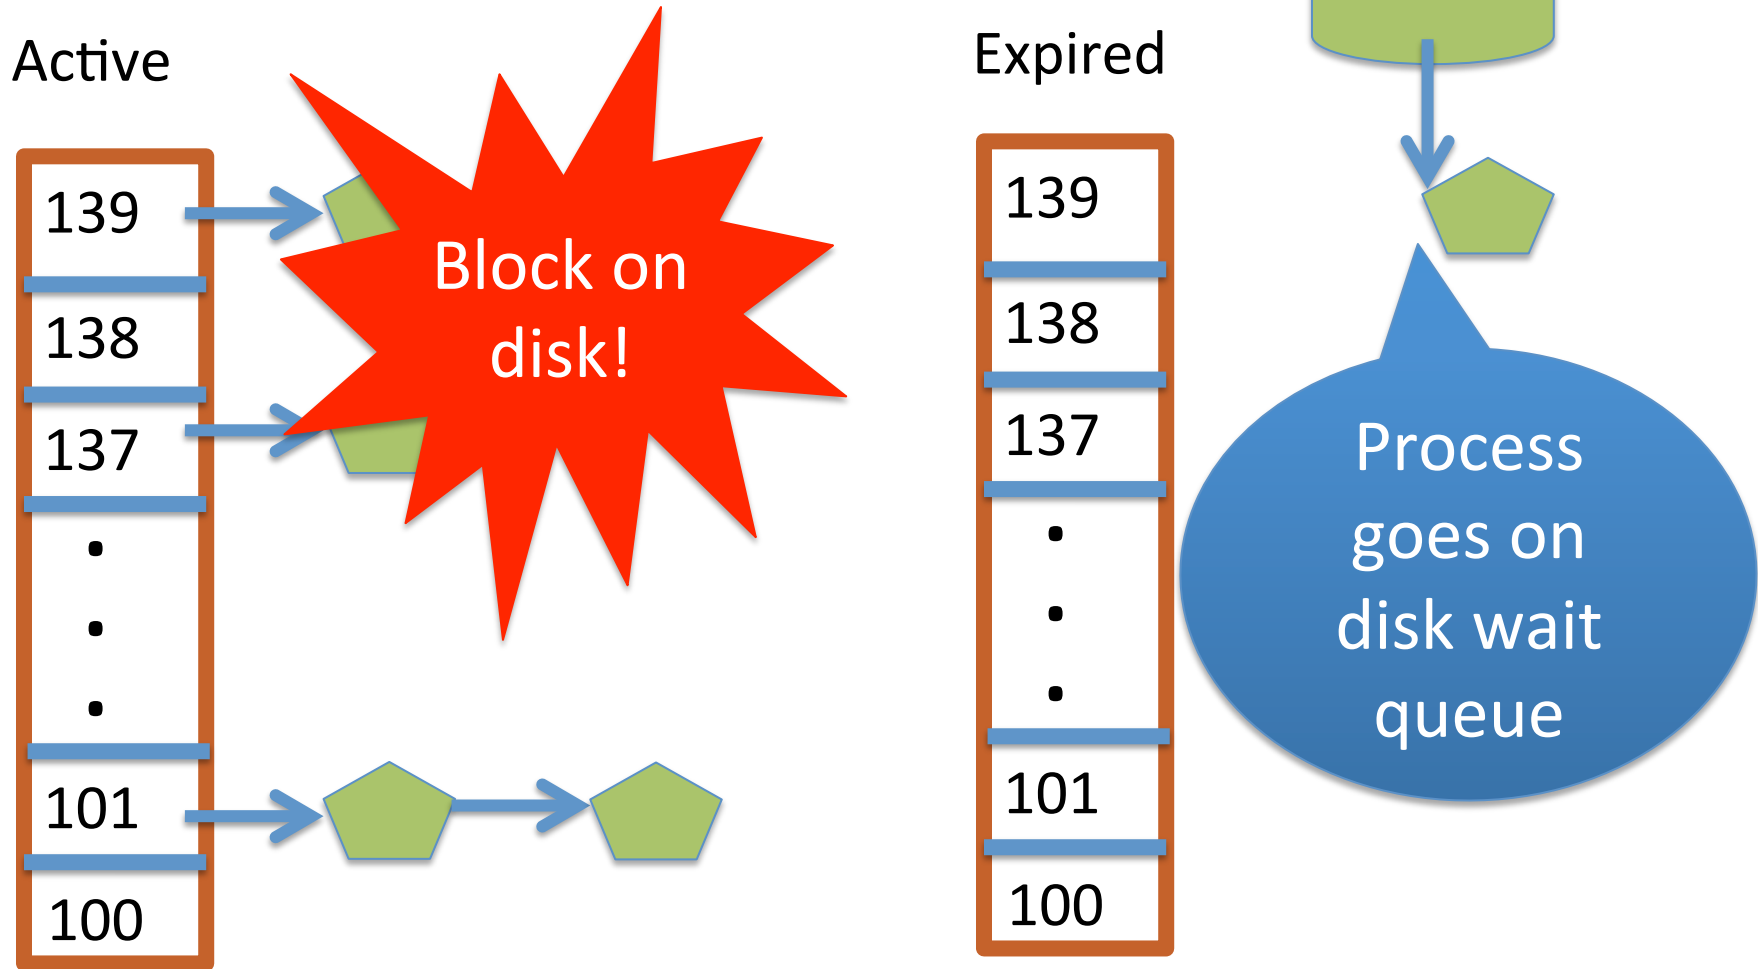 Active
139
138
137
.
.
.
101
100
Block on
disk!
Expired
139
138
137
.
.
.
101
100
Process
goes on
disk wait
queue